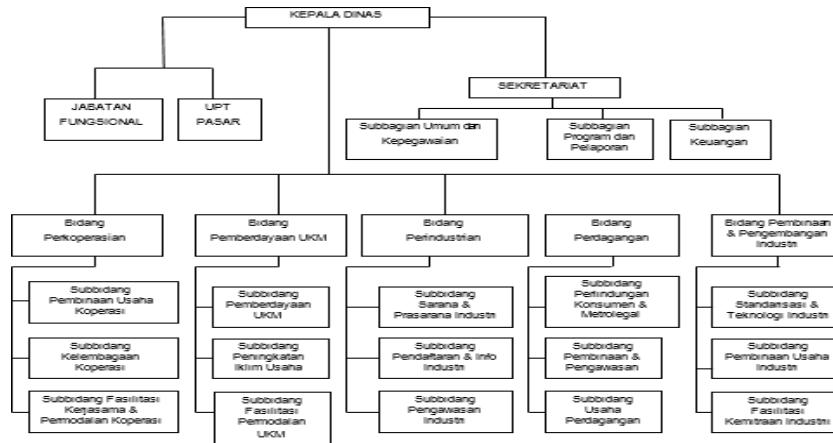 KEPALA DINAS
SEKRETARIAT
JABATAN
FUNGSIONAL
UPT
PASAR
Subbagian Umum dan
Kepegawaian
Subbagian
Program dan
Pelaporan
Subbagian
Keuangan
Bidang
Perkoperasian
Bidang
Pemberdayaan UKM
Bidang
Perindustrian
Bidang
Perdagangan
Bidang Pembinaan
& Pengembangan
Industri
Subbidang
Pembinaan Usaha
Koperasi
Subbidang
Pemberdayaan
UKM
Subbidang
Sarana &
Prasarana Industri
Subbidang
Perlindungan
Konsumen &
Metrolegal
Subbidang
Standarisasi &
Teknologi Industri
Subbidang
Kelembagaan
Koperasi
Subbidang
Peningkatan
Iklim Usaha
Subbidang
Pendaftaran & Info
Industri
Subbidang
Pembinaan &
Pengawasan
Subbidang
Pembinaan Usaha
Industri
Subbidang Fasilitasi
Kerjasama &
Permodalan Koperasi
Subbidang
Fasilitasi
Permodalan
UKM
Subbidang
Pengawasan
Industri
Subbidang
Usaha
Perdagangan
Subbidang
Fasilitasi
Kemitraan Industri